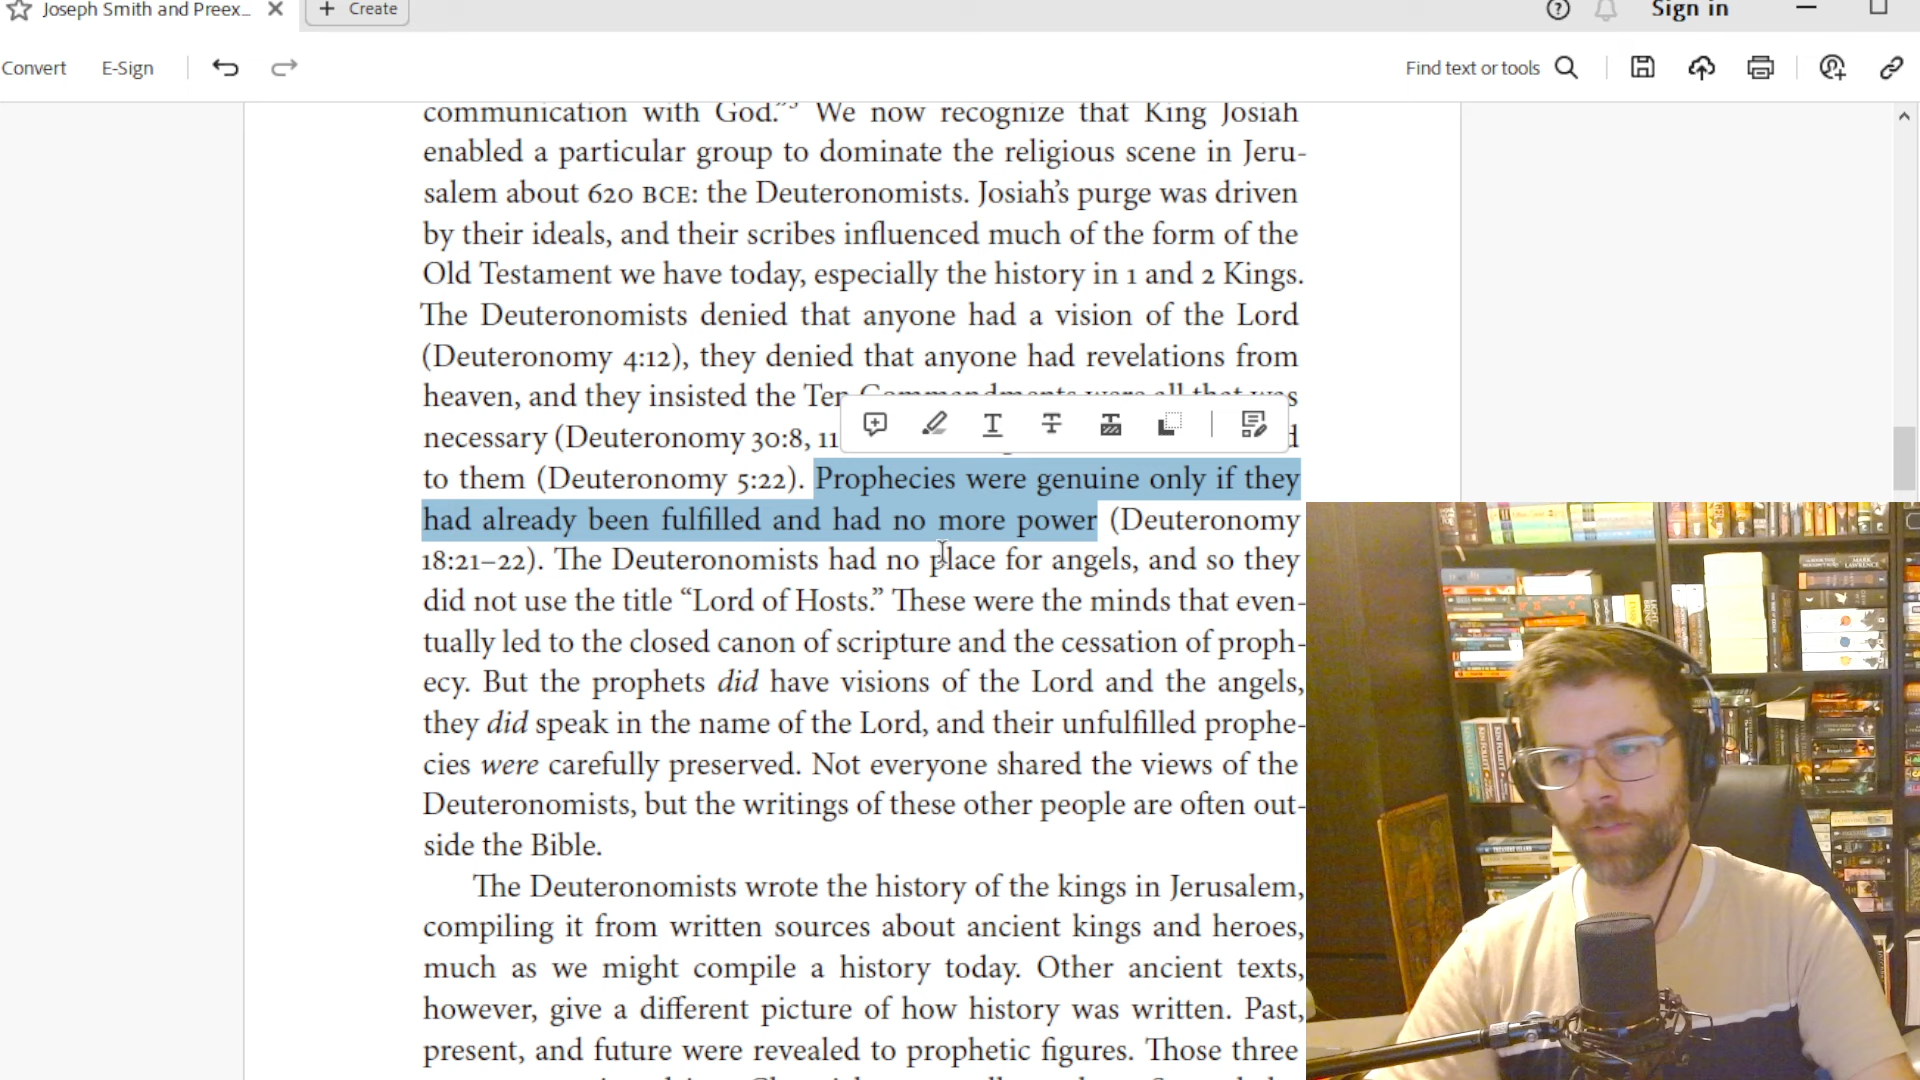 Joseph Smith and Preex...
Create
Sign in
Convert
E-Sign
Find text or tools
communication with God."⁵ We now recognize that King Josiah
enabled a particular group to dominate the religious scene in Jeru-
salem about 620 BCE: the Deuteronomists. Josiah's purge was driven
by their ideals, and their scribes influenced much of the form of the
Old Testament we have today, especially the history in 1 and 2 Kings.
The Deuteronomists denied that anyone had a vision of the Lord
(Deuteronomy 4:12), they denied that anyone had revelations from
heaven, and they insisted the Ten Commandments were all that was
necessary (Deuteronomy 30:8, 11
to them (Deuteronomy 5:22). Prophecies were genuine only if they
had already been fulfilled and had no more power (Deuteronomy
18:21–22). The Deuteronomists had no place for angels, and so they
did not use the title “Lord of Hosts.” These were the minds that even-
tually led to the closed canon of scripture and the cessation of proph-
ecy. But the prophets did have visions of the Lord and the angels,
they did speak in the name of the Lord, and their unfulfilled prophe-
cies were carefully preserved. Not everyone shared the views of the
Deuteronomists, but the writings of these other people are often out-
side the Bible.
The Deuteronomists wrote the history of the kings in Jerusalem,
compiling it from written sources about ancient kings and heroes,
much as we might compile a history today. Other ancient texts,
however, give a different picture of how history was written. Past,
present, and future were revealed to prophetic figures. Those three